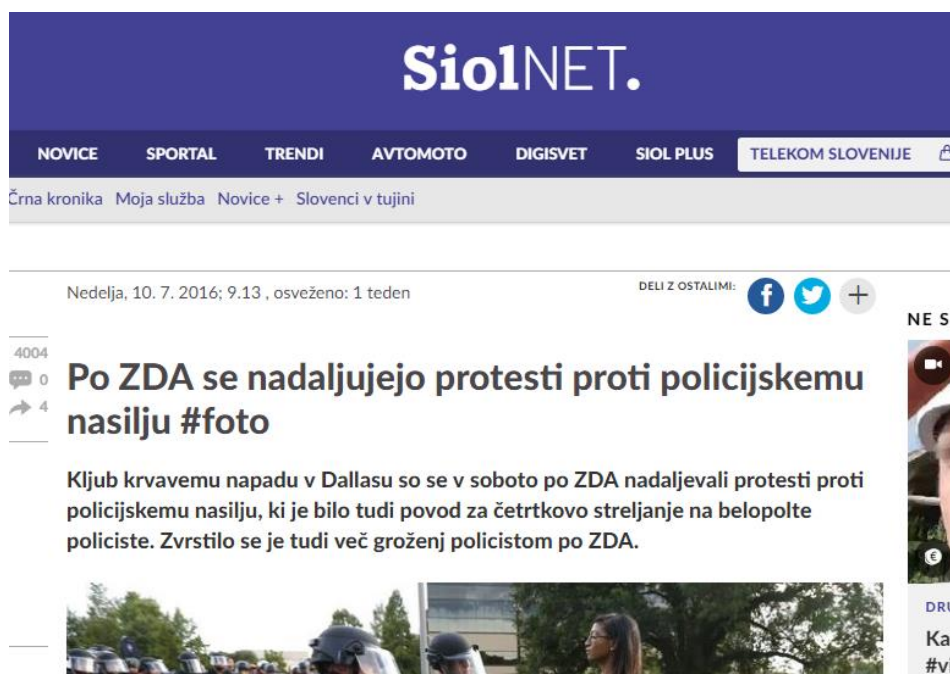 SiolNET.
NOVICE SPORTAL TRENDI AVTOMOTO DIGISVET SIOL PLUS TELEKOM SLOVENIJE
Črna kronika Moja služba Novice + Slovenci v tujini
Nedelja, 10. 7. 2016; 9.13 , osveženo: 1 teden
DELI Z OSTALIMI:
NE S
4004
0
4
Po ZDA se nadaljujejo protesti proti policijskemu
nasilju #foto
Kljub krvavemu napadu v Dallasu so se v soboto po ZDA nadaljevali protesti proti
policijskemu nasilju, ki je bilo tudi povod za četrtkovo streljanje na belopolte
policiste. Zvrstilo se je tudi več groženj policistom po ZDA.
DRU
Ka
#vi